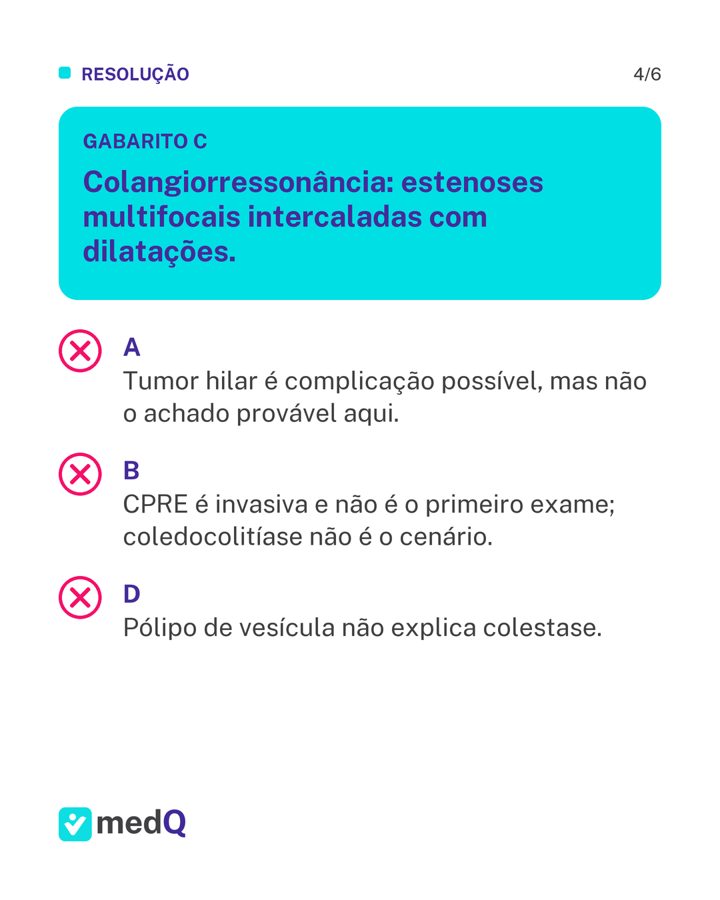 RESOLUÇÃO
4/6
GABARITO C
Colangiorressonância: estenoses
multifocais intercaladas com
dilatações.
A
Tumor hilar é complicação possível, mas não
o achado provável aqui.
B
CPRE é invasiva e não é o primeiro exame;
coledocolitíase não é o cenário.
D
Pólipo de vesícula não explica colestase.
medQ